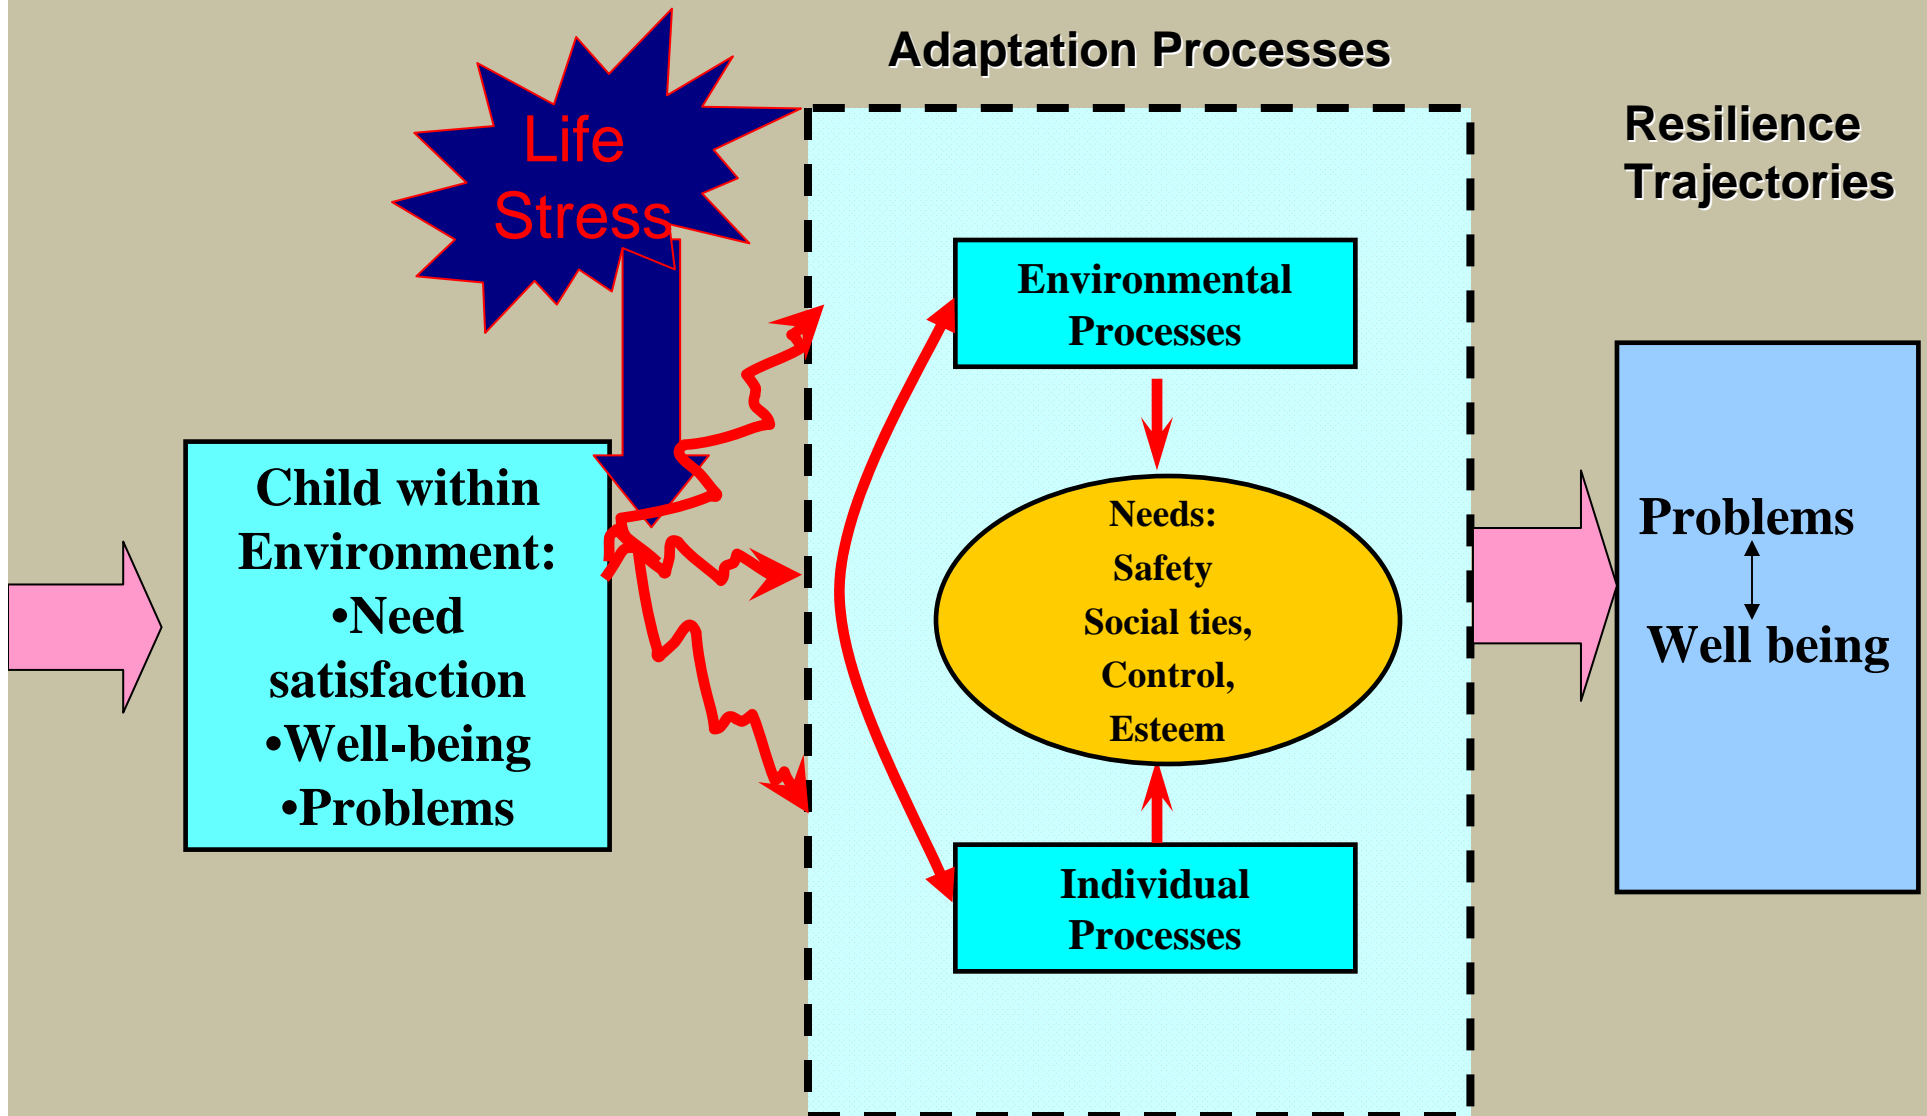 Adaptation Processes
Life
Stress
Resilience
Trajectories
Child within
Environment:
•Need
satisfaction
•Well-being
•Problems
Environmental
Processes
Needs:
Safety
Social ties,
Control,
Esteem
Individual
Processes
Problems
Well being